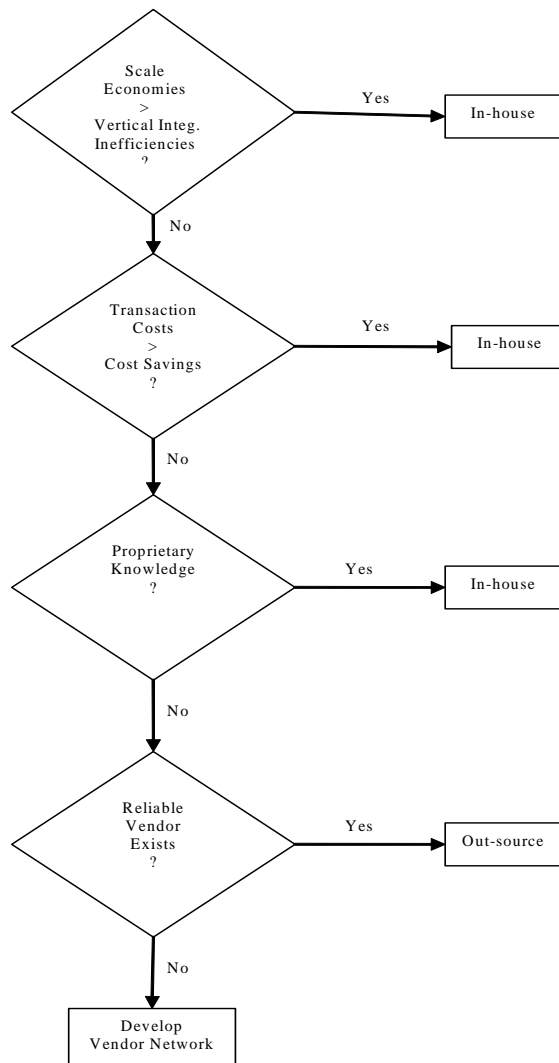 Scale
Economies
>
Vertical Integ.
Inefficiencies
?
Yes
In-house
No
Transaction
Costs
>
Cost Savings
?
Yes
In-house
No
Proprietary
Knowledge
?
Yes
In-house
No
Reliable
Vendor
Exists
?
Yes
Out-source
No
Develop
Vendor Network